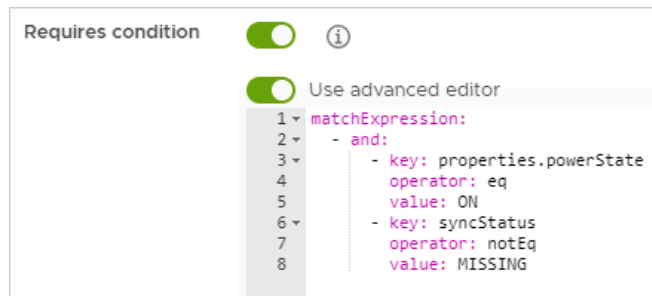 Requires condition
Use advanced editor
1 matchExpression:
2 - and:
3 - key: properties.powerState
4 operator: eq
5 value: ON
6 - key: syncStatus
7 operator: notEq
8 value: MISSING